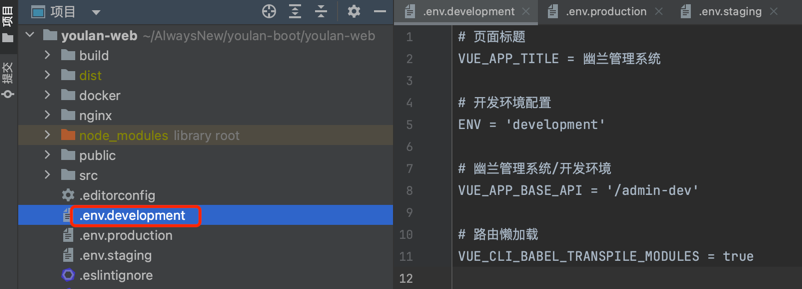 项目
提交
项目
youlan-web ~/AlwaysNew/youlan-boot/youlan-web
build
dist
docker
nginx
node_modules library root
public
src
.editorconfig
.env.development
.env.production
.env.staging
.eslintignore
.env.development
.env.production
.env.staging
1 # 页面标题
2 VUE_APP_TITLE = 幽兰管理系统
3
4 # 开发环境配置
5 ENV = 'development'
6
7 # 幽兰管理系统/开发环境
8 VUE_APP_BASE_API = '/admin-dev'
9
10 # 路由懒加载
11 VUE_CLI_BABEL_TRANSPILE_MODULES = true
12